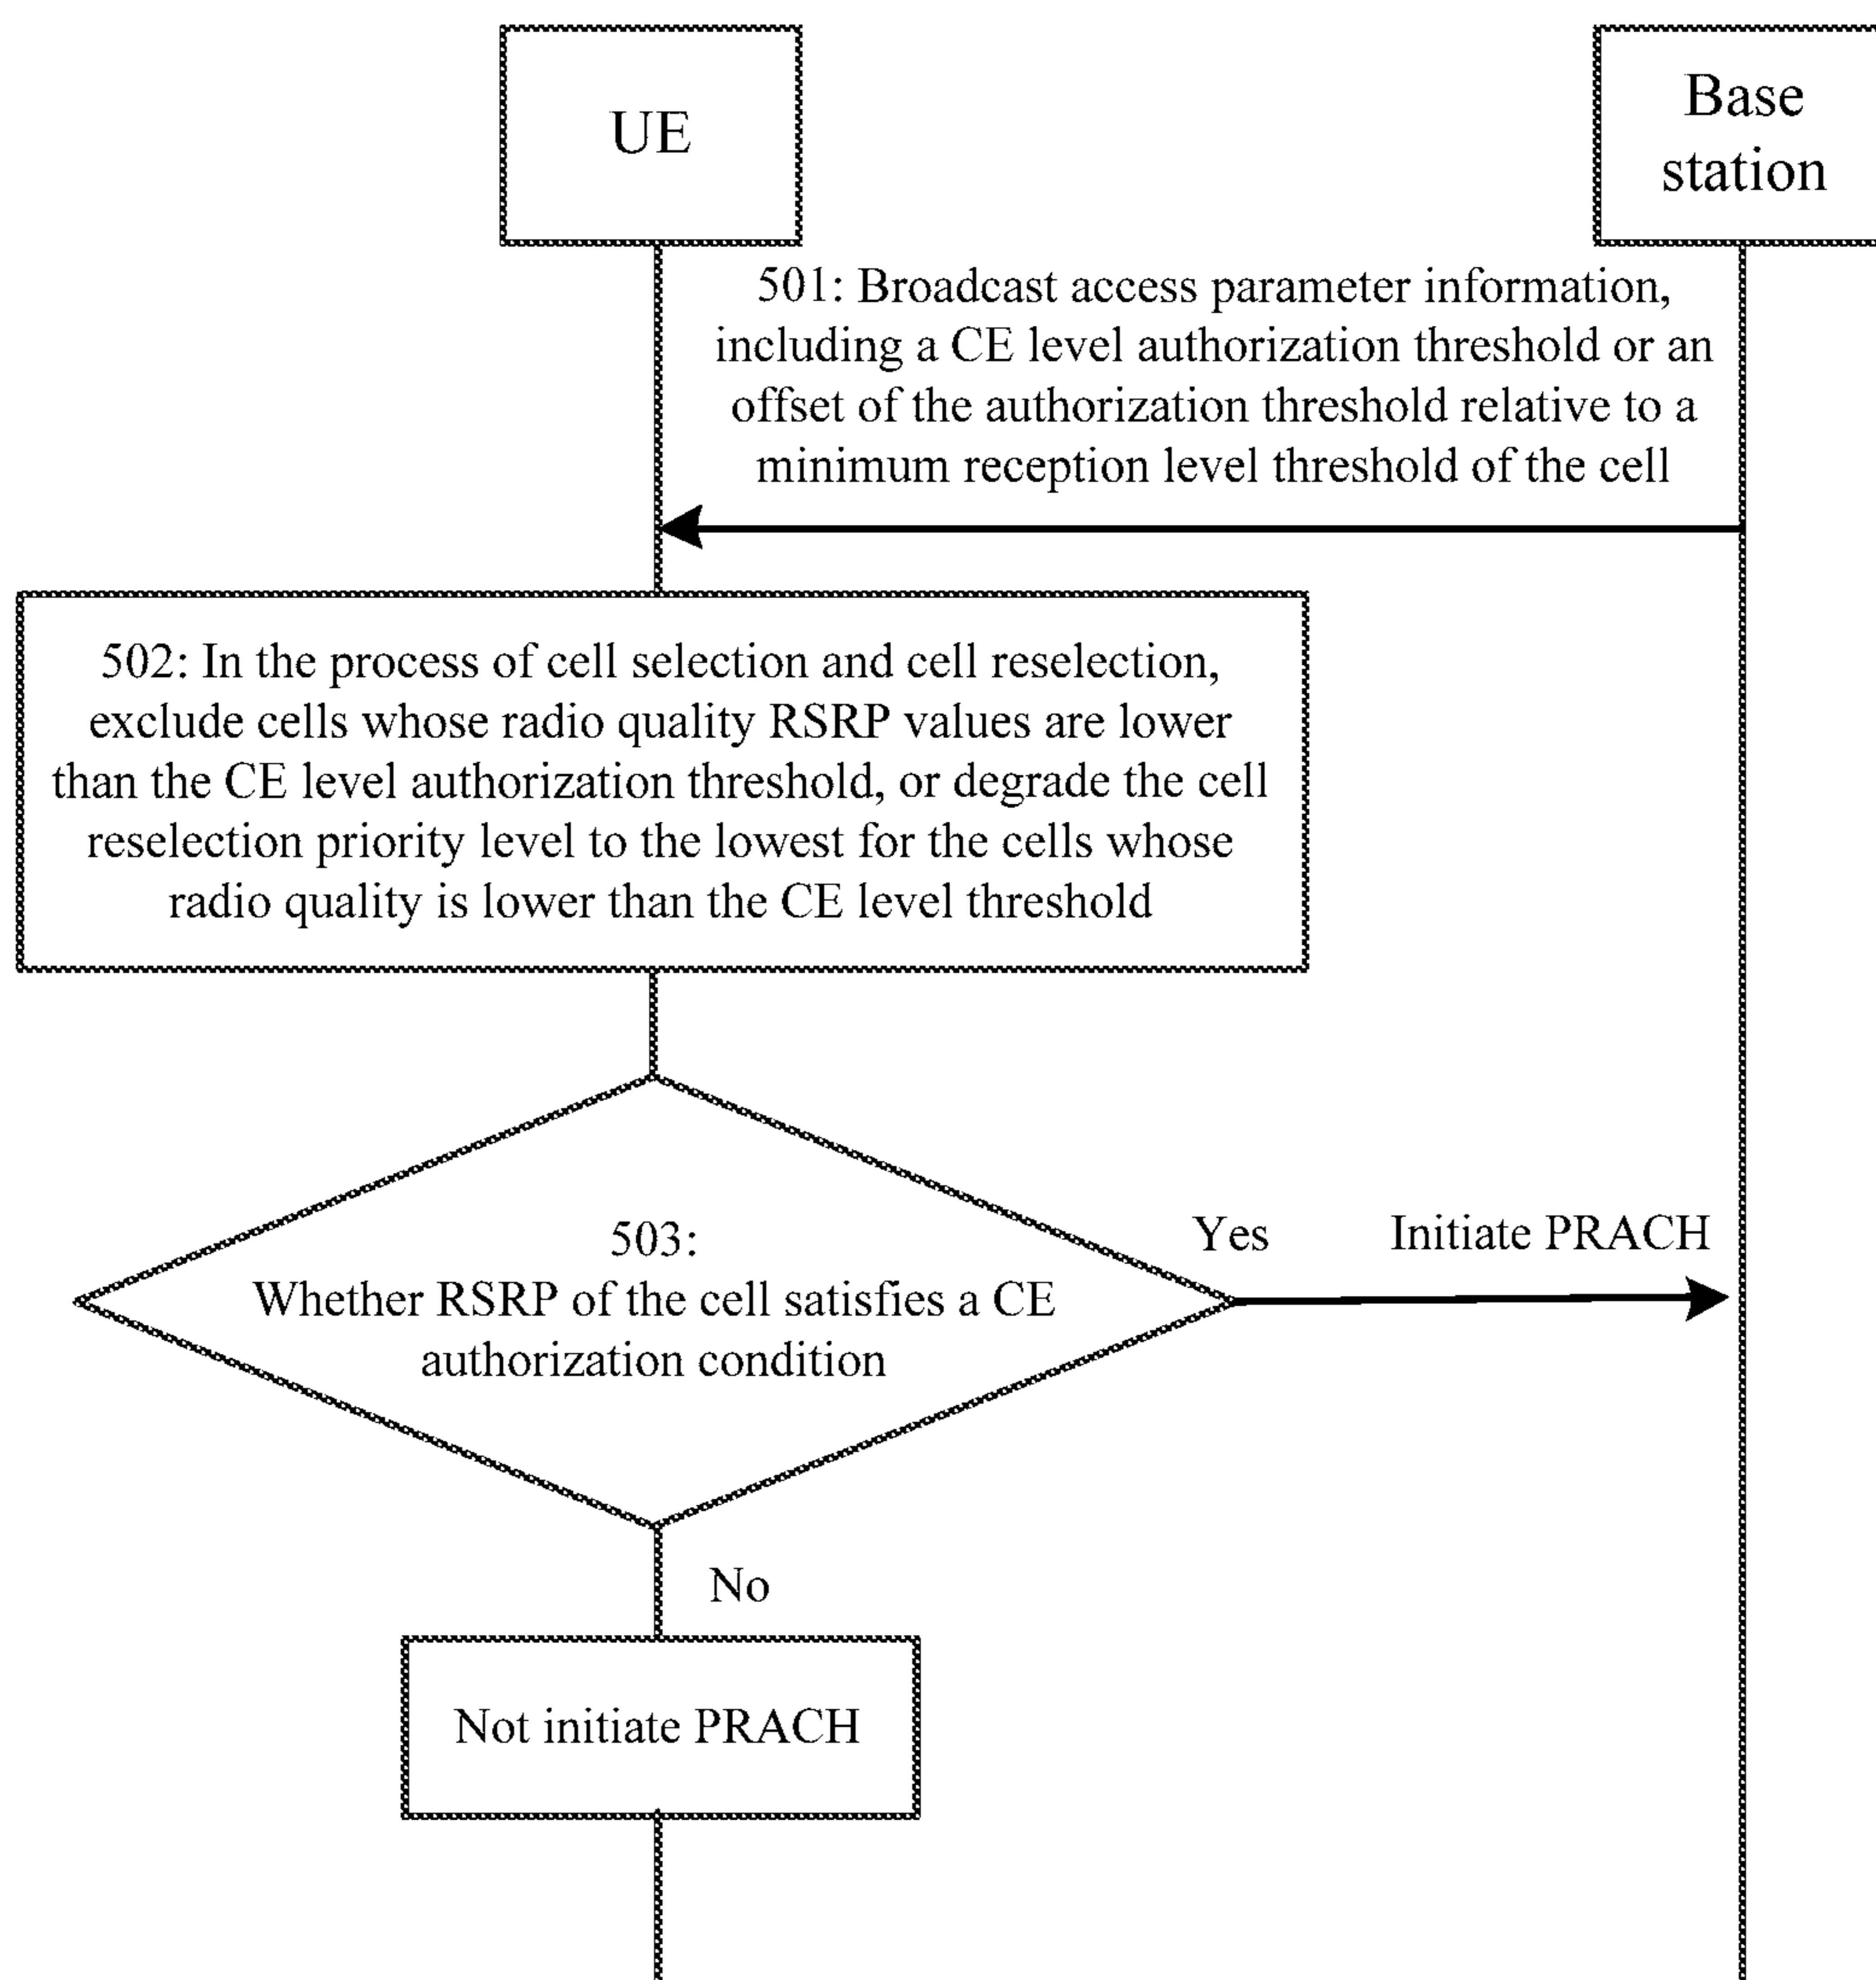 UE
Base
station
501: Broadcast access parameter information,
including a CE level authorization threshold or an
offset of the authorization threshold relative to a
minimum reception level threshold of the cell
502: In the process of cell selection and cell reselection,
exclude cells whose radio quality RSRP values are lower
than the CE level authorization threshold, or degrade the cell
reselection priority level to the lowest for the cells whose
radio quality is lower than the CE level threshold
503:
Whether RSRP of the cell satisfies a CE
authorization condition
Yes
Initiate PRACH
No
Not initiate PRACH